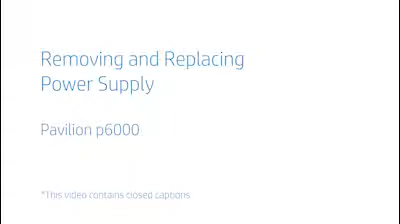 Removing and Replacing
Power Supply
Pavilion p6000
*This video contains closed captions